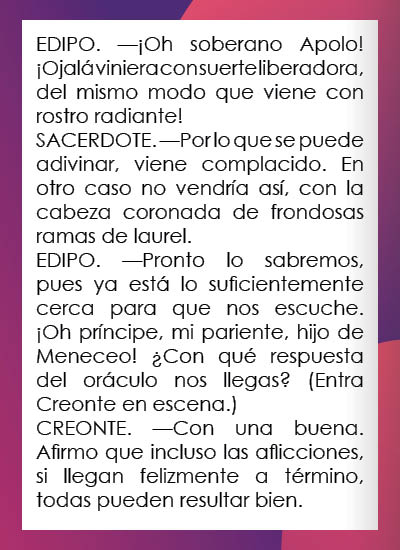 EDIPO. —¡Oh soberano Apolo!
¡Ojalá viniera con suerte liberadora,
del mismo modo que viene con
rostro radiante!
SACERDOTE. —Por lo que se puede
adivinar, viene complacido. En
otro caso no vendría así, con la
cabeza coronada de frondosas
ramas de laurel.
EDIPO. —Pronto lo sabremos,
pues ya está lo suficientemente
cerca para que nos escuche.
¡Oh príncipe, mi pariente, hijo de
Meneceo! ¿Con qué respuesta
del oráculo nos llegas? (Entra
Creonte en escena.)
CREONTE. —Con una buena.
Afirmo que incluso las aflicciones,
si llegan felizmente a término,
todas pueden resultar bien.